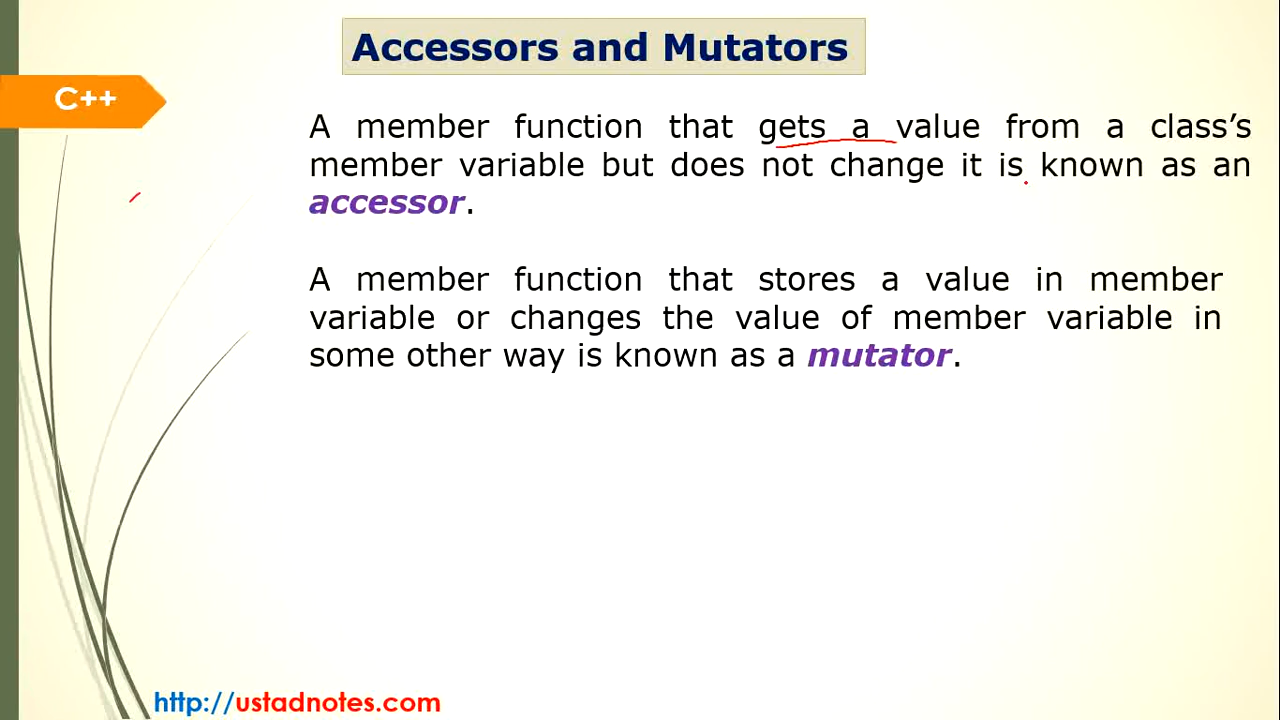 Accessors and Mutators
C++
A member function that gets a value from a class’s
member variable but does not change it is known as an
accessor.
A member function that stores a value in member
variable or changes the value of member variable in
some other way is known as a mutator.
http://ustadnotes.com